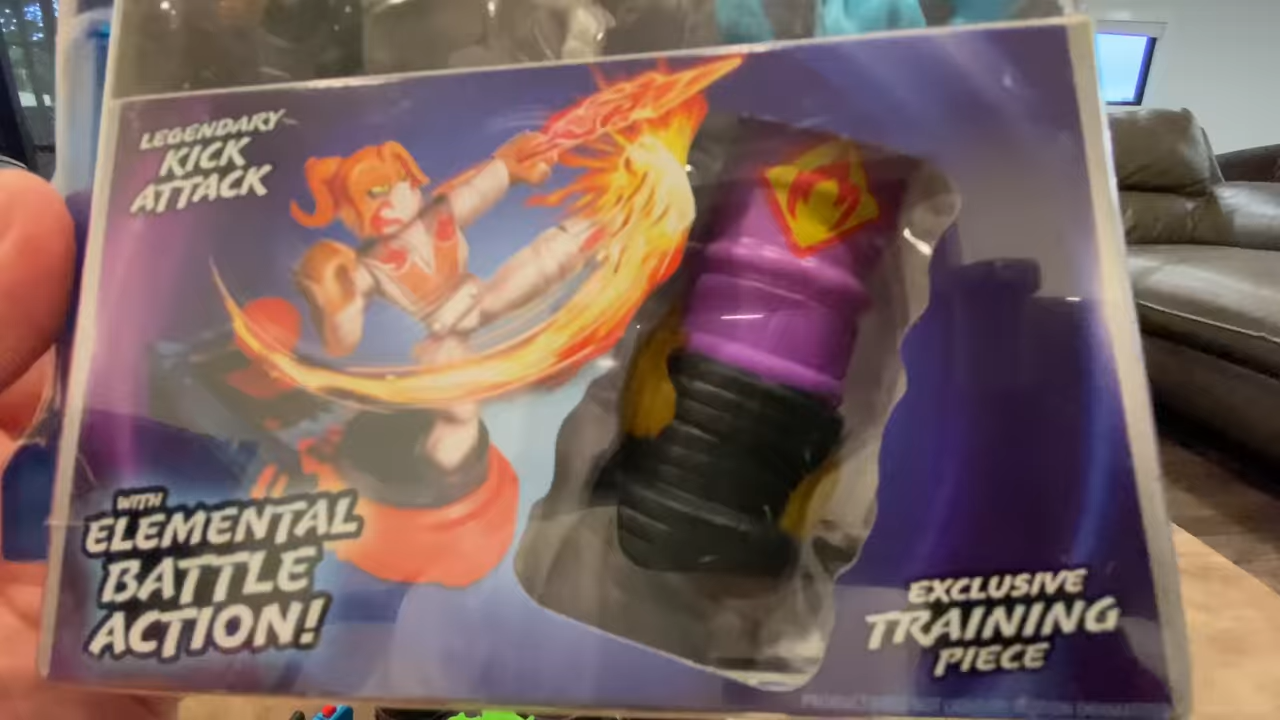 LEGENDARY
KICK
ATTACK
WITH
ELEMENTAL
BATTLE
ACTION!
EXCLUSIVE
TRAINING
PIECE